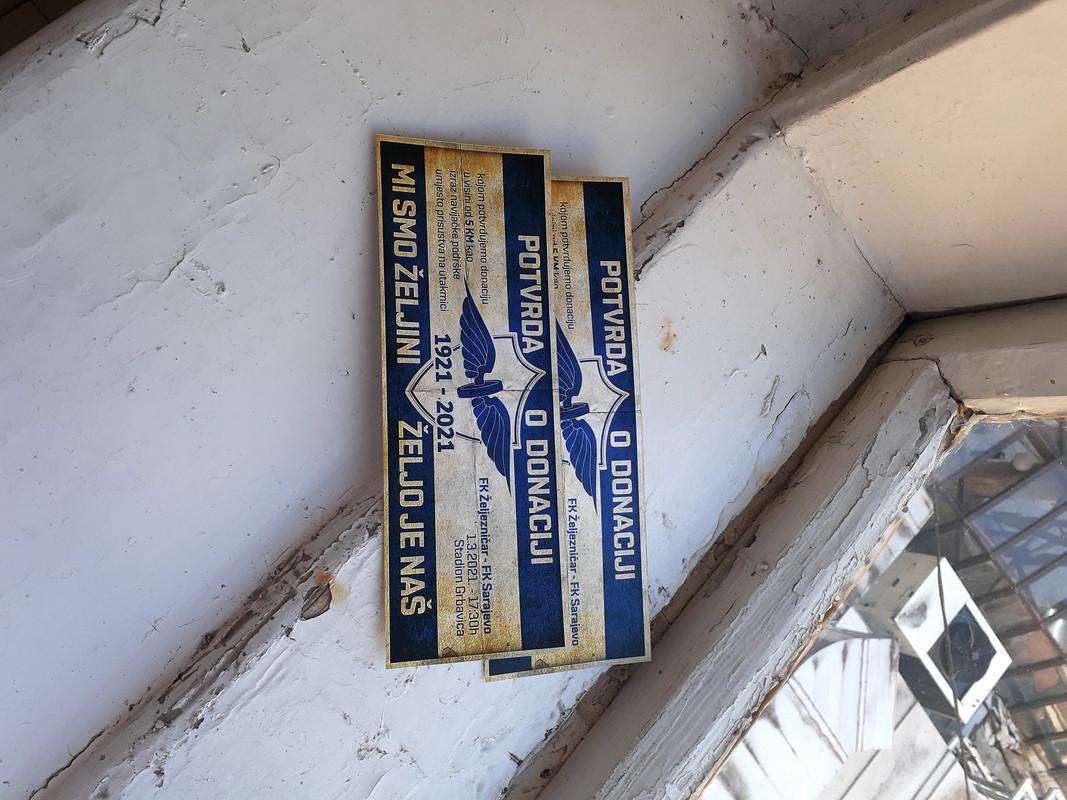 POTVRDA O DONACIJI
kojom potvrđujemo donaciju
u visini od 5 KM kao
izraz navijačke podrške
umjesto prisustva na utakmici
1921 - 2021
FK Željezničar - FK Sarajevo
1.3.2021. - 17:30h
Stadion Grbavica
MI SMO ŽELJINI ŽELJO JE NAŠ
POTVRDA O DONACIJI
kojom potvrđujemo donaciju
FK Željezničar - FK Sarajevo